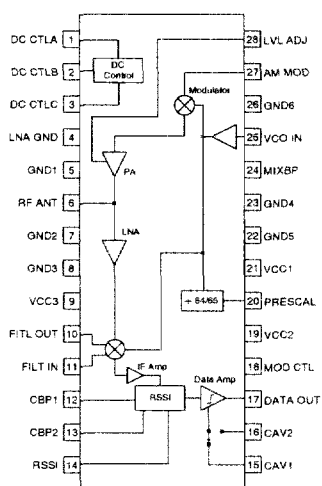 DC CTLA 1
DC CTLB 2
DC CTLC 3
LNA GND 4
GND1 5
RF ANT 6
GND2 7
GND3 8
VCC3 9
FITL OUT 10
FILT IN 11
CBP1 12
CBP2 13
RSSI 14
DC
Control
PA
LNA
Modulator
÷ 64/65
IF Amp
RSSI
Data Amp
28 LVL ADJ
27 AM MOD
26 GND6
25 VCO IN
24 MIXBP
23 GND4
22 GND5
21 VCC1
20 PRESCAL
19 VCC2
18 MOD CTL
17 DATA OUT
16 CAV2
15 CAV1